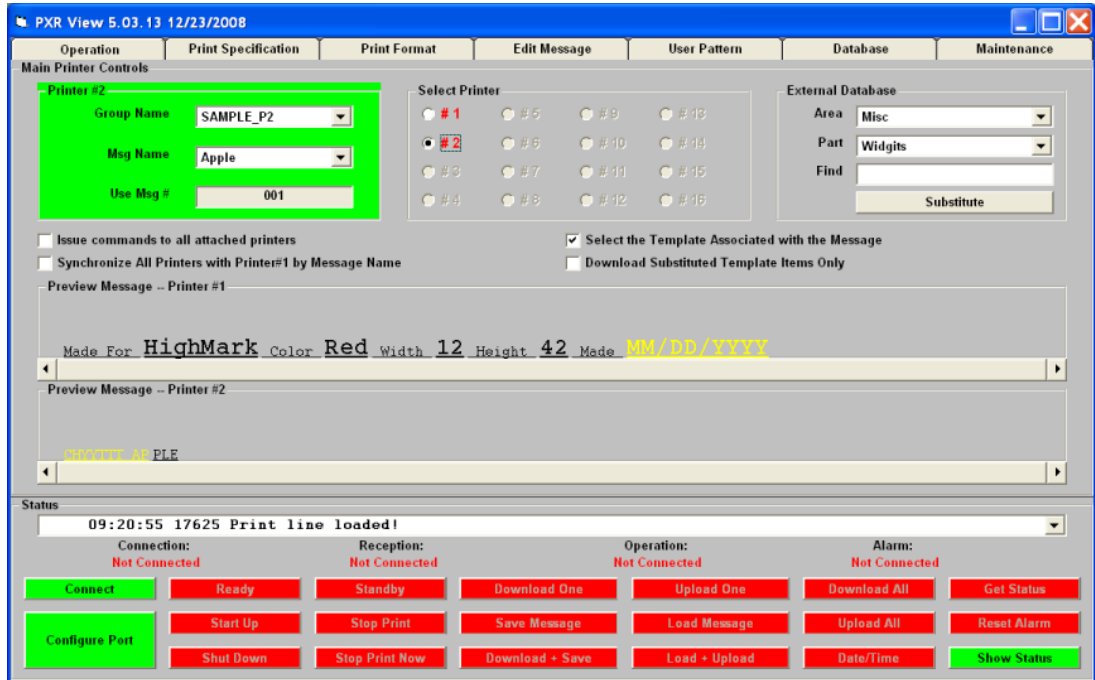 PXR View 5.03.13 12/23/2008
Operation Print Specification Print Format Edit Message User Pattern Database Maintenance
Main Printer Controls
Printer #2
Group Name SAMPLE_P2
Msg Name Apple
Use Msg # 001
Select Printer
# 1 # 5 # 9 # 13
# 2 # 6 # 10 # 14
# 3 # 7 # 11 # 15
# 4 # 8 # 12 # 16
External Database
Area Misc
Part Widgits
Find
Substitute
Issue commands to all attached printers
Select the Template Associated with the Message
Synchronize All Printers with Printer#1 by Message Name
Download Substituted Template Items Only
Preview Message -- Printer #1
Made For HighMark Color Red Width 12 Height 42 Made MM/DD/YYYY
Preview Message -- Printer #2
PLE
Status
09:20:55 17625 Print line loaded!
Connection: Reception: Operation: Alarm:
Not Connected Not Connected Not Connected Not Connected
Connect Ready Standby Download One Upload One Download All Get Status
Configure Port Start Up Stop Print Save Message Load Message Upload All Reset Alarm
Shut Down Stop Print Now Download + Save Load + Upload Date/Time Show Status